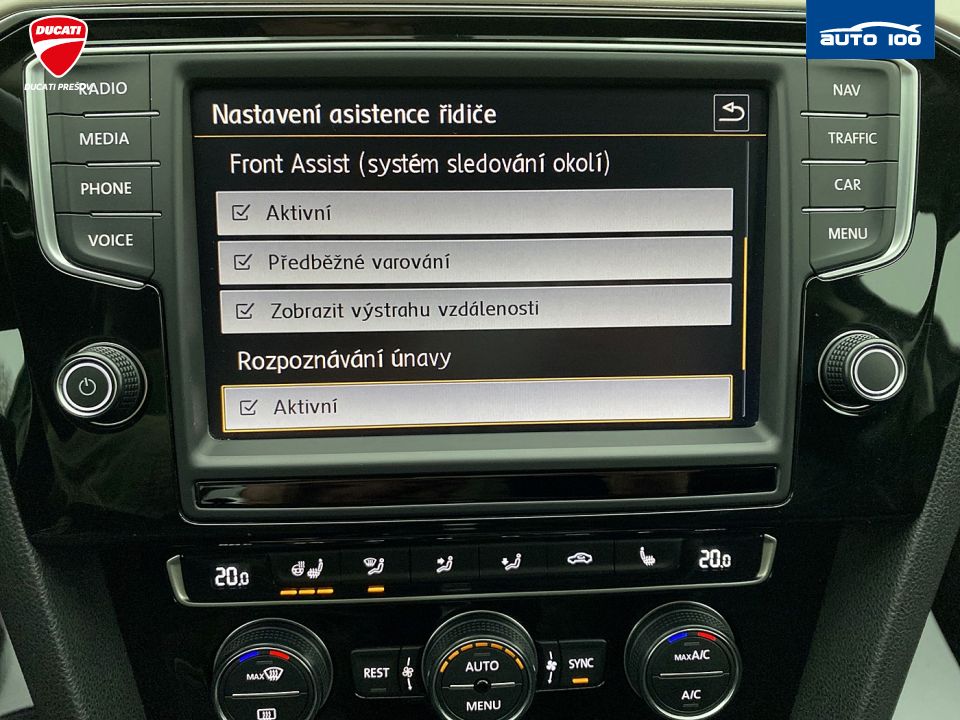 DUCATI
DUCATI PREŠOV
AUTO 100
RADIO
MEDIA
PHONE
VOICE
Nastavení asistence řidiče
Front Assist (systém sledování okolí)
Aktivní
Předběžné varování
Zobrazit výstrahu vzdálenosti
Rozpoznávání únavy
Aktivní
NAV
TRAFFIC
CAR
MENU
20.0
20.0
MAX
REST
AUTO
MENU
SYNC
MAX A/C
A/C